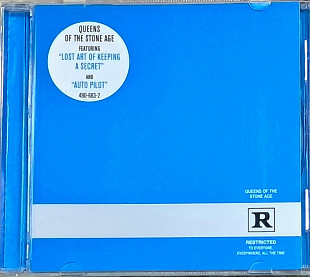 QUEENS
OF THE STONE AGE
FEATURING
"LOST ART OF KEEPING
A SECRET"
AND
"AUTO PILOT"
490-683-2
QUEENS OF THE
STONE AGE
R
RESTRICTED
TO EVERYONE,
EVERYWHERE, ALL THE TIME